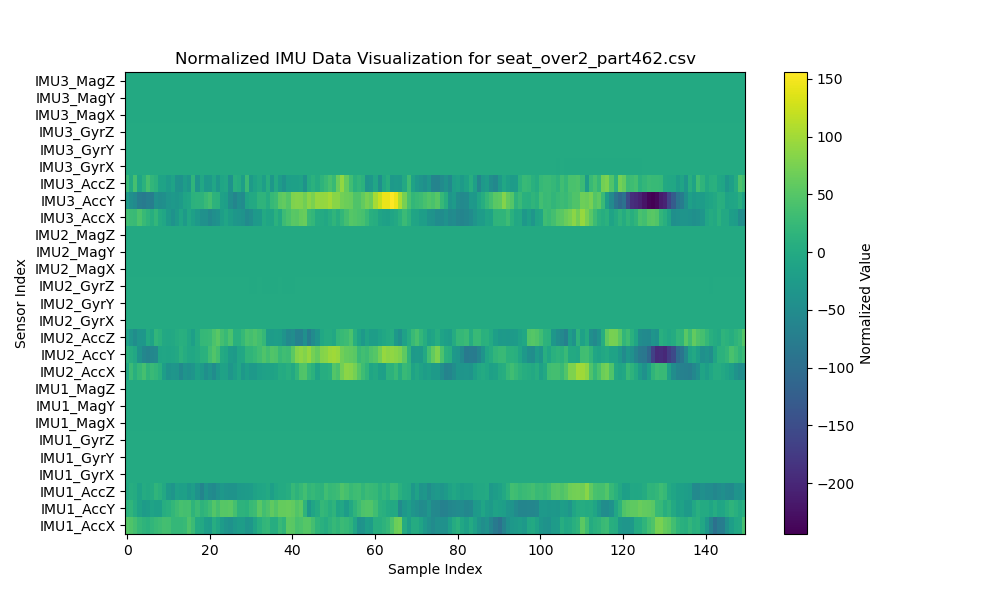 Normalized IMU Data Visualization for seat_over2_part462.csv
IMU3_MagZ
IMU3_MagY
IMU3_MagX
IMU3_GyrZ
IMU3_GyrY
IMU3_GyrX
IMU3_AccZ
IMU3_AccY
IMU3_AccX
IMU2_MagZ
IMU2_MagY
IMU2_MagX
IMU2_GyrZ
IMU2_GyrY
IMU2_GyrX
IMU2_AccZ
IMU2_AccY
IMU2_AccX
IMU1_MagZ
IMU1_MagY
IMU1_MagX
IMU1_GyrZ
IMU1_GyrY
IMU1_GyrX
IMU1_AccZ
IMU1_AccY
IMU1_AccX
Sensor Index
0 20 40 60 80 100 120 140
Sample Index
150
100
50
0
−50
−100
−150
−200
Normalized Value